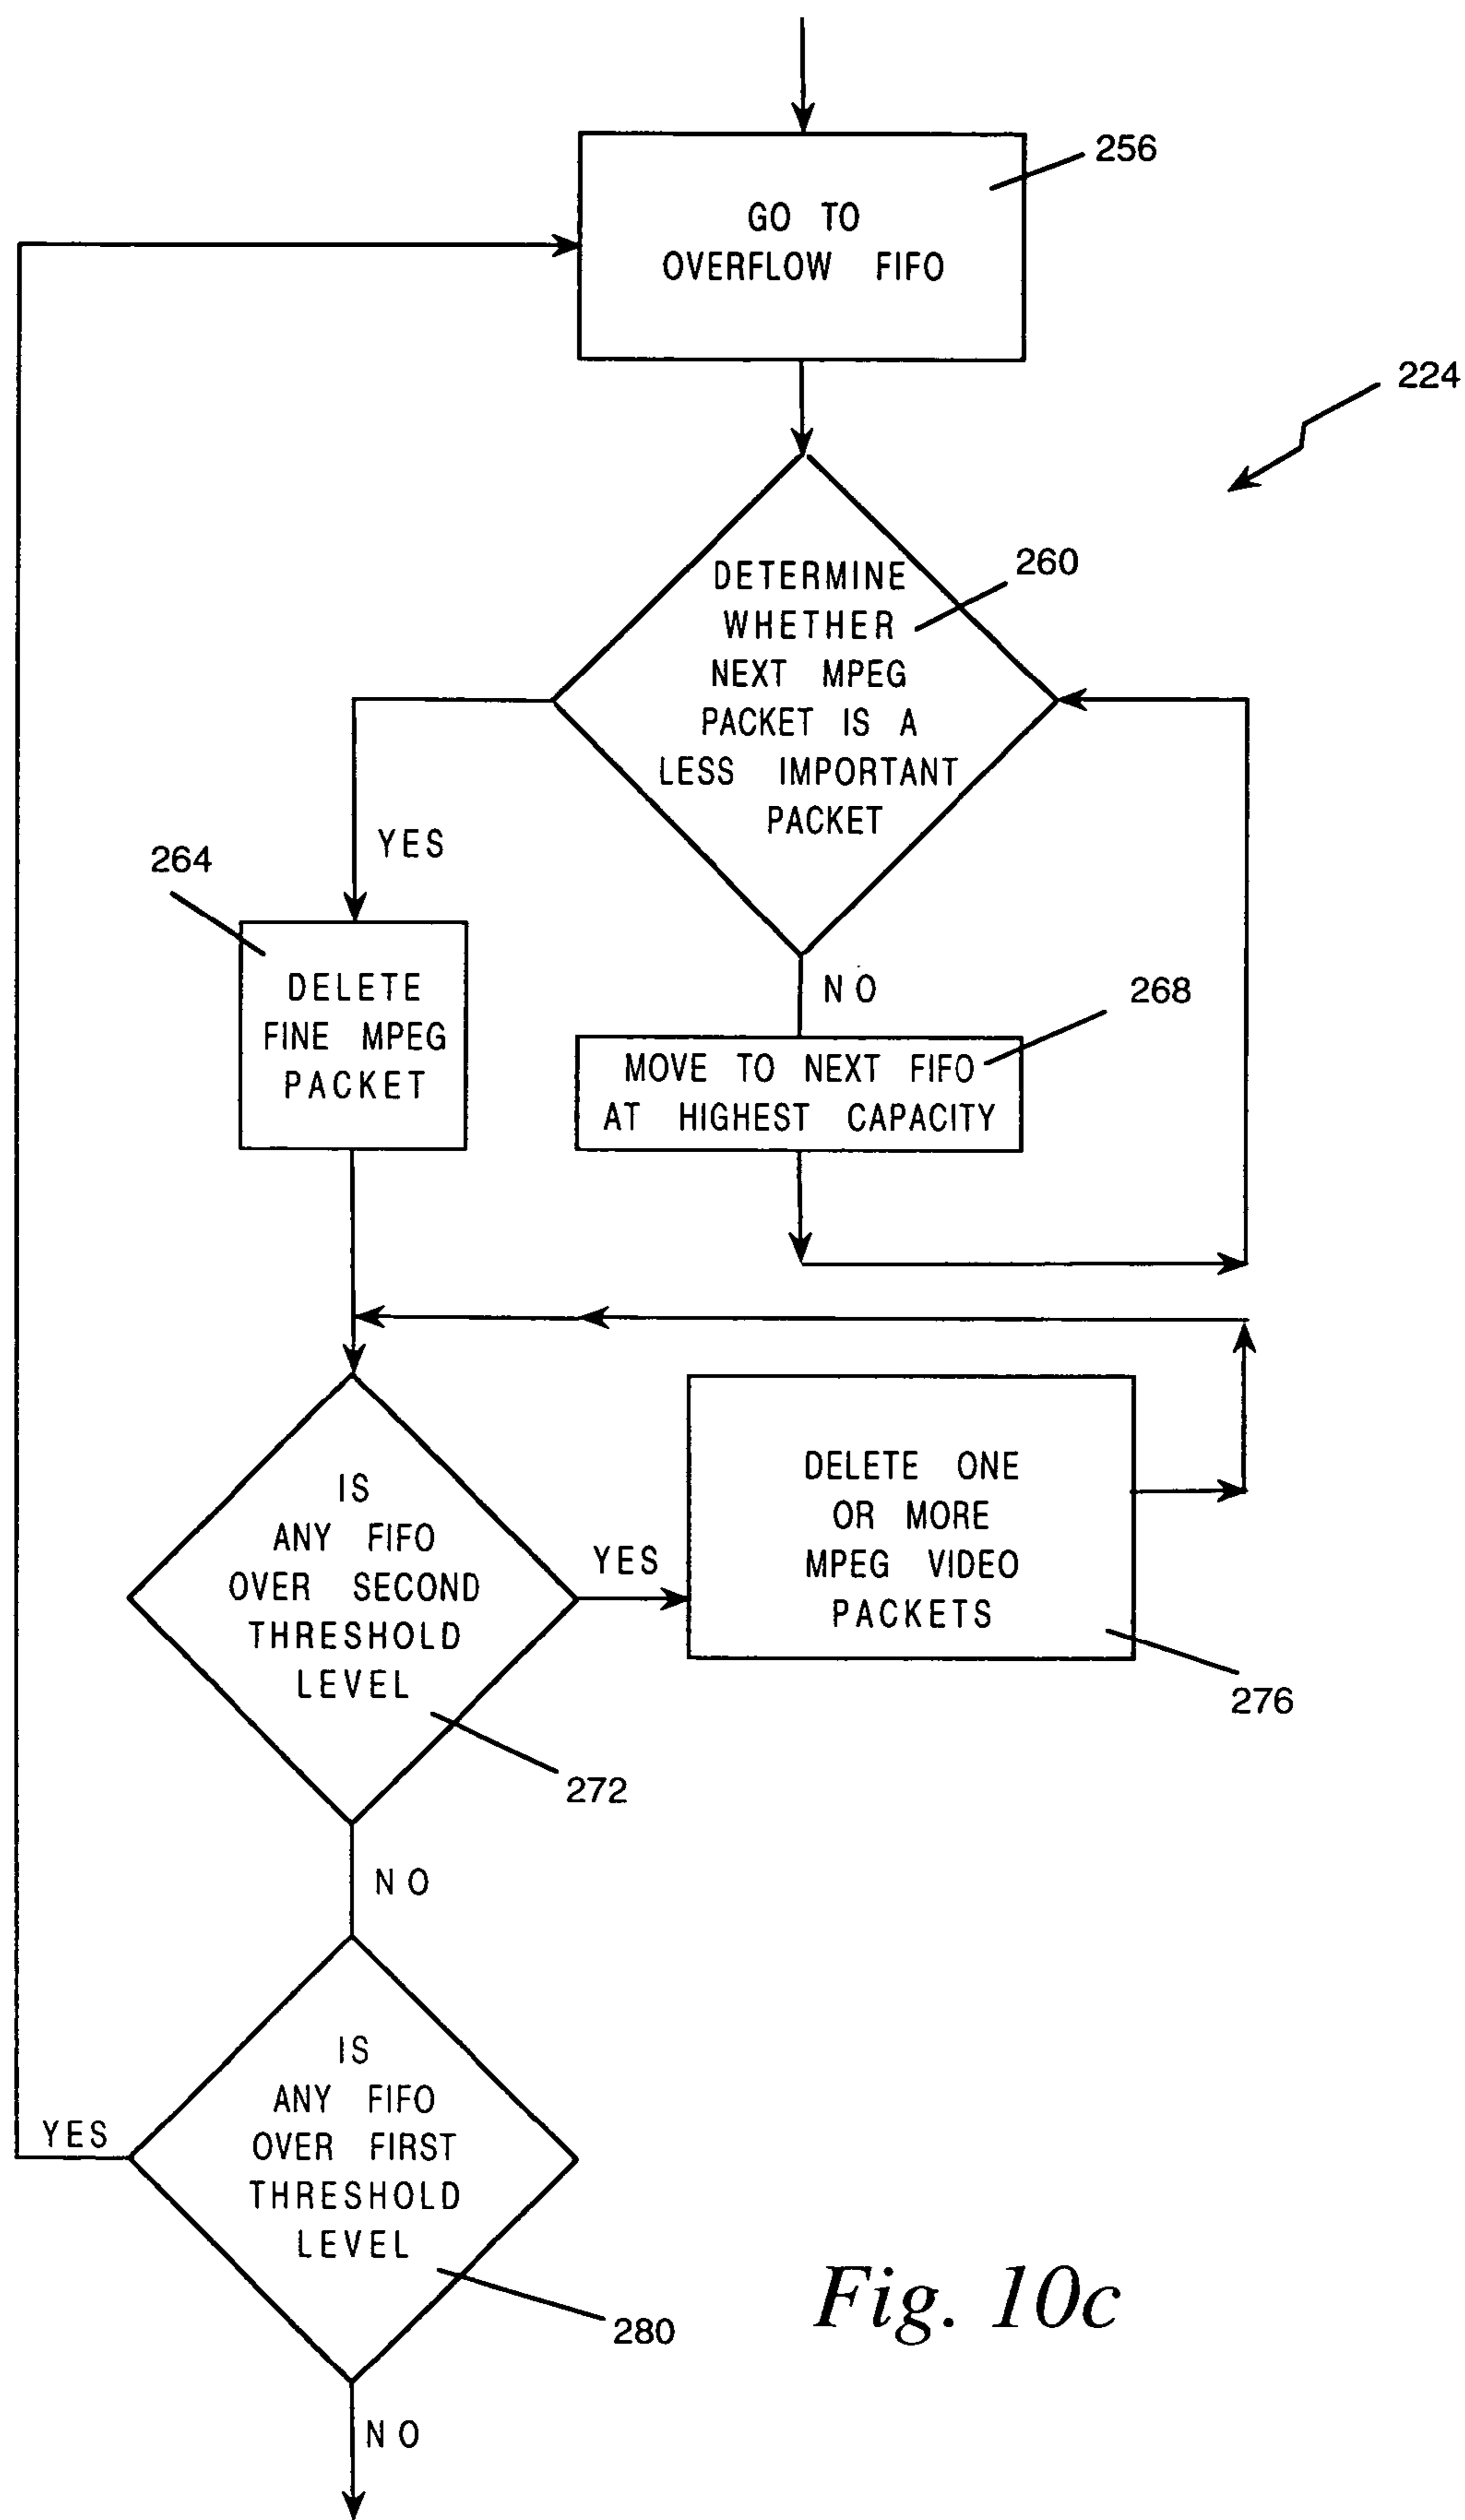 256
GO TO
OVERFLOW FIFO
224
260
DETERMINE
WHETHER
NEXT MPEG
PACKET IS A
LESS IMPORTANT
PACKET
YES
264
DELETE
FINE MPEG
PACKET
NO
268
MOVE TO NEXT FIFO
AT HIGHEST CAPACITY
IS
ANY FIFO
OVER SECOND
THRESHOLD
LEVEL
YES
DELETE ONE
OR MORE
MPEG VIDEO
PACKETS
276
272
NO
IS
ANY FIFO
OVER FIRST
THRESHOLD
LEVEL
YES
280
NO
Fig. 10c